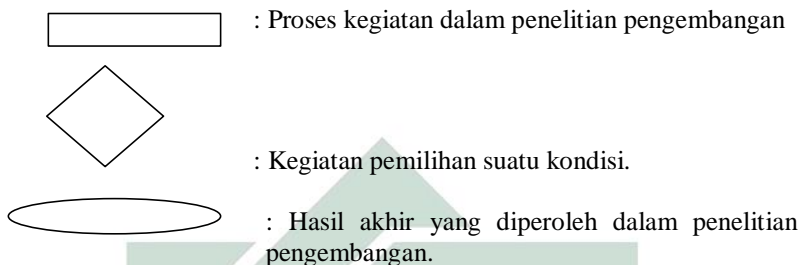 : Proses kegiatan dalam penelitian pengembangan
: Kegiatan pemilihan suatu kondisi.
: Hasil akhir yang diperoleh dalam penelitian
pengembangan.